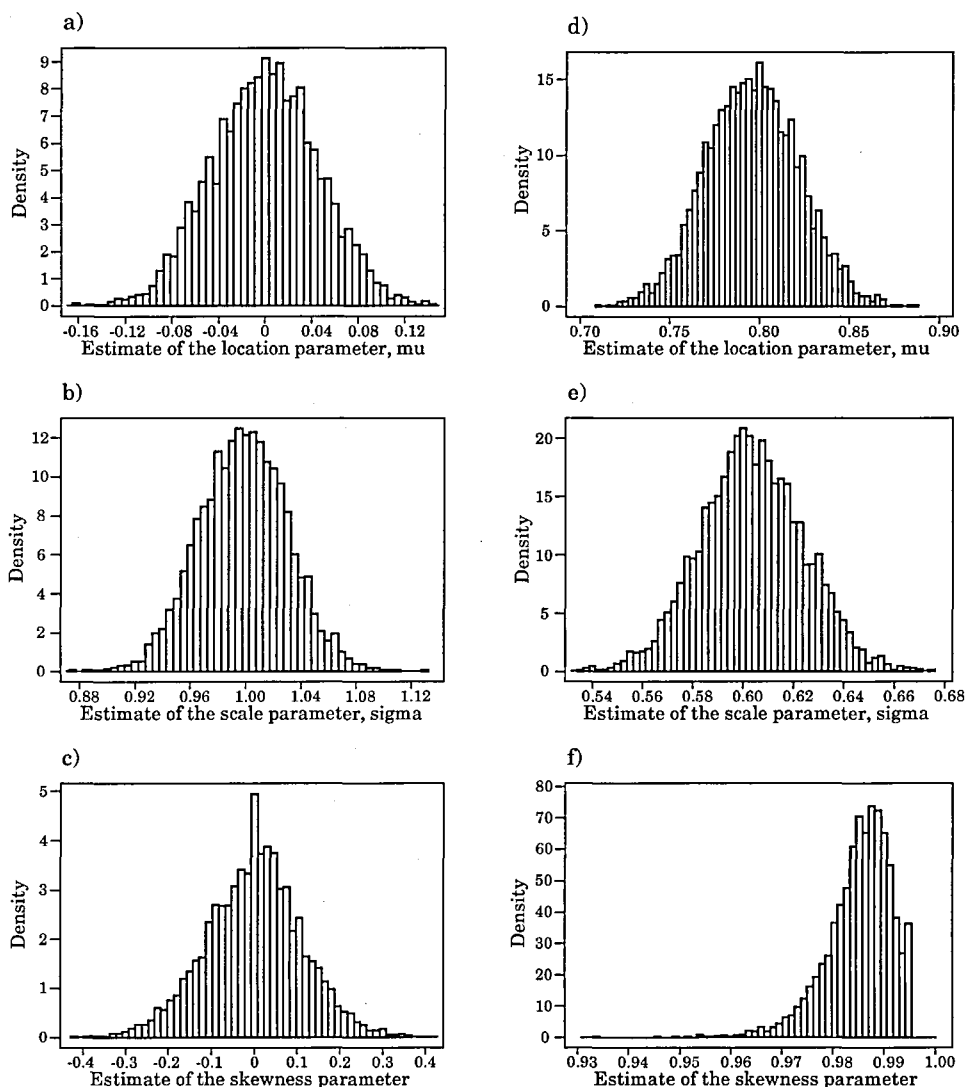 a)
9
8
7
6
5
4
3
2
1
0
Density
-0.16 -0.12 -0.08 -0.04 0 0.04 0.08 0.12
Estimate of the location parameter, mu
d)
15
10
5
0
Density
0.70 0.75 0.80 0.85 0.90
Estimate of the location parameter, mu
b)
12
10
8
6
4
2
0
Density
0.88 0.92 0.96 1.00 1.04 1.08 1.12
Estimate of the scale parameter, sigma
e)
20
15
10
5
0
Density
0.54 0.56 0.58 0.60 0.62 0.64 0.66 0.68
Estimate of the scale parameter, sigma
c)
5
4
3
2
1
0
Density
-0.4 -0.3 -0.2 -0.1 0 0.1 0.2 0.3 0.4
Estimate of the skewness parameter
f)
80
70
60
50
40
30
20
10
0
Density
0.93 0.94 0.95 0.96 0.97 0.98 0.99 1.00
Estimate of the skewness parameter